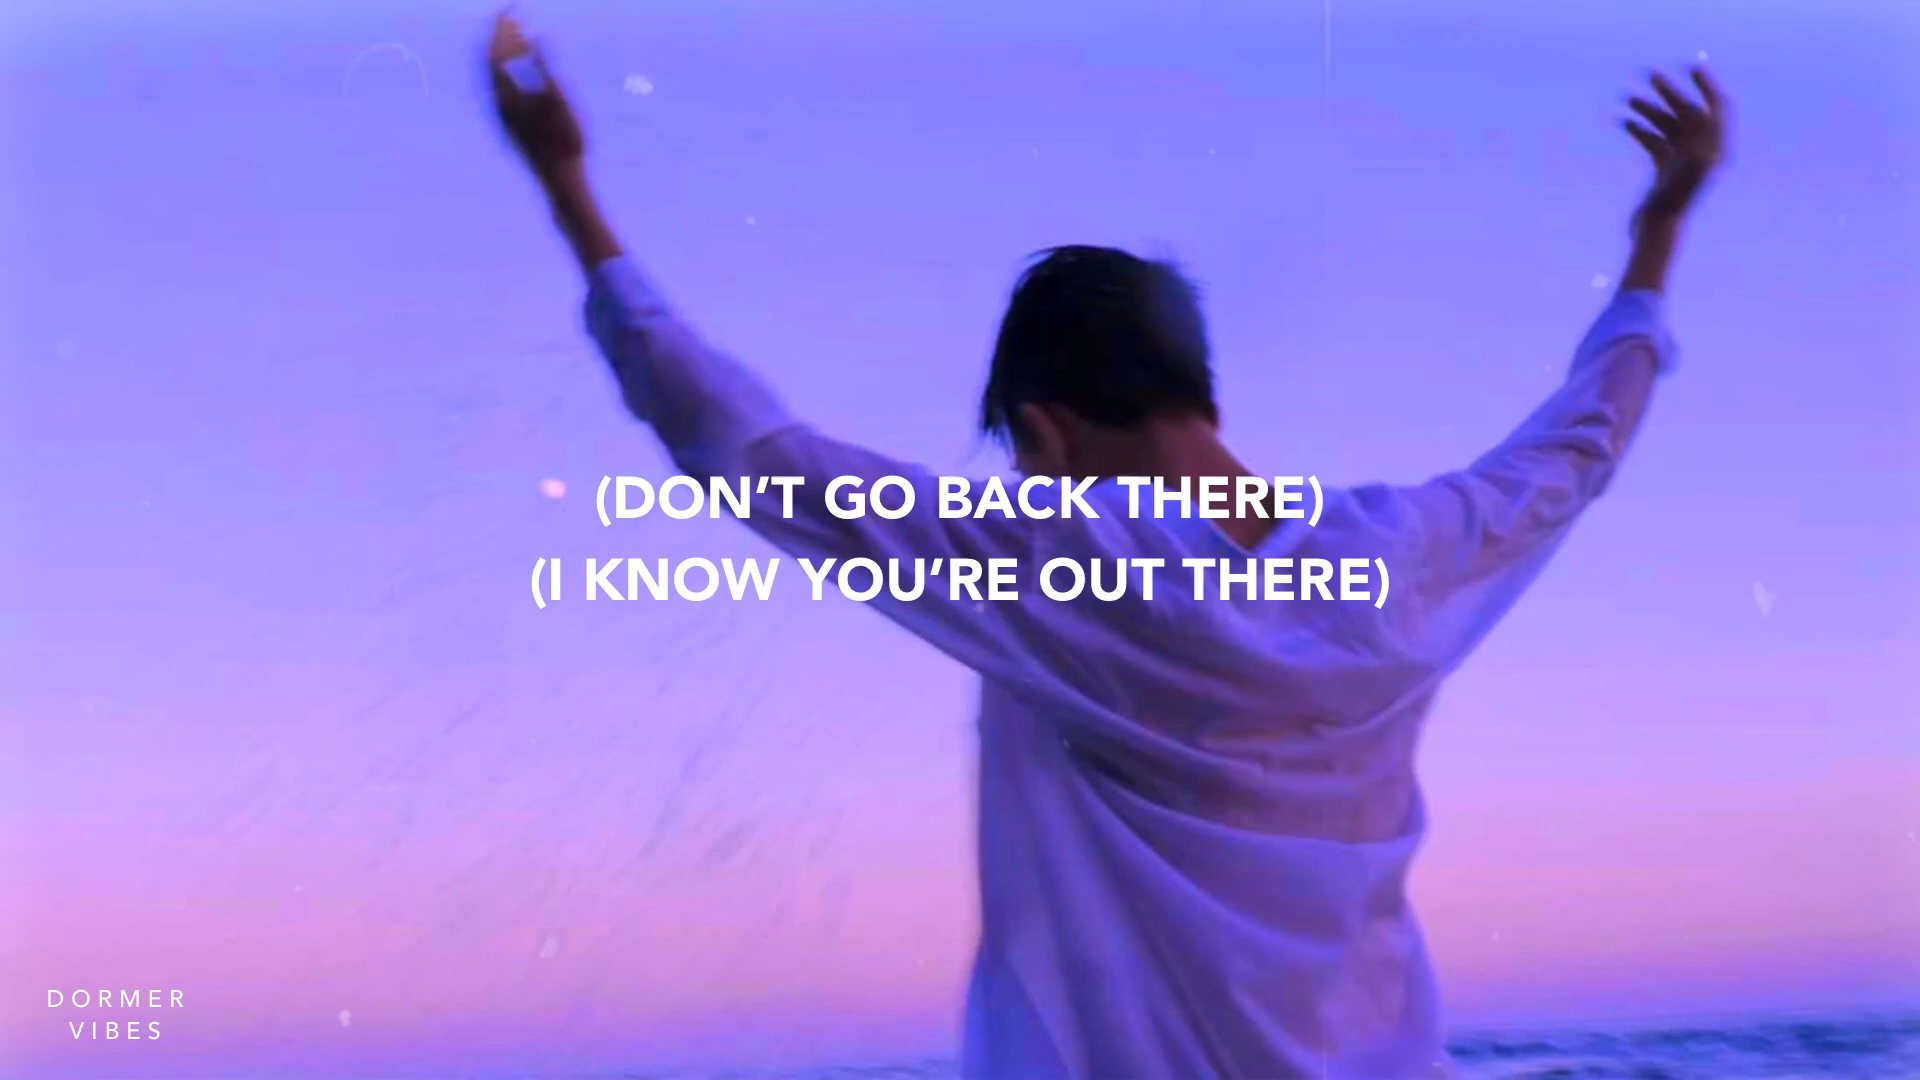 (DON’T GO BACK THERE)
(I KNOW YOU’RE OUT THERE)
DORMER
VIBES